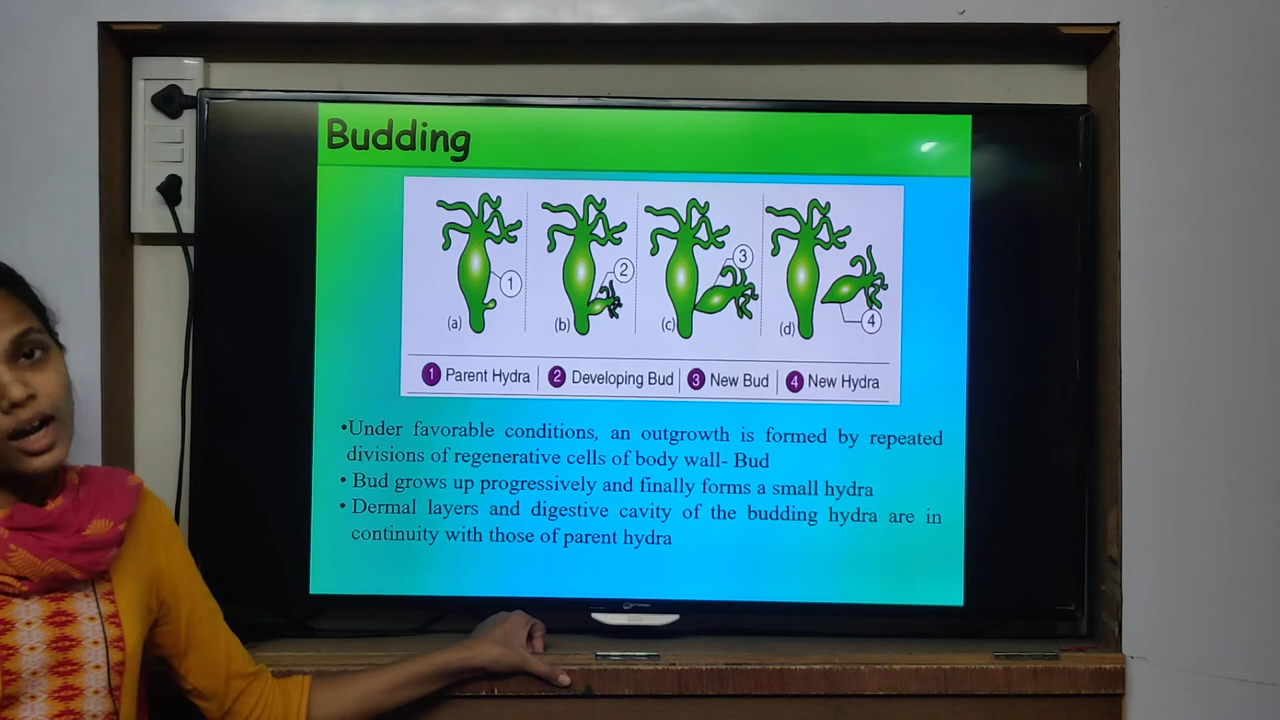 Budding
1
2
3
4
(a)
(b)
(c)
(d)
1 Parent Hydra 2 Developing Bud 3 New Bud 4 New Hydra
•Under favorable conditions, an outgrowth is formed by repeated
divisions of regenerative cells of body wall- Bud
• Bud grows up progressively and finally forms a small hydra
• Dermal layers and digestive cavity of the budding hydra are in
continuity with those of parent hydra